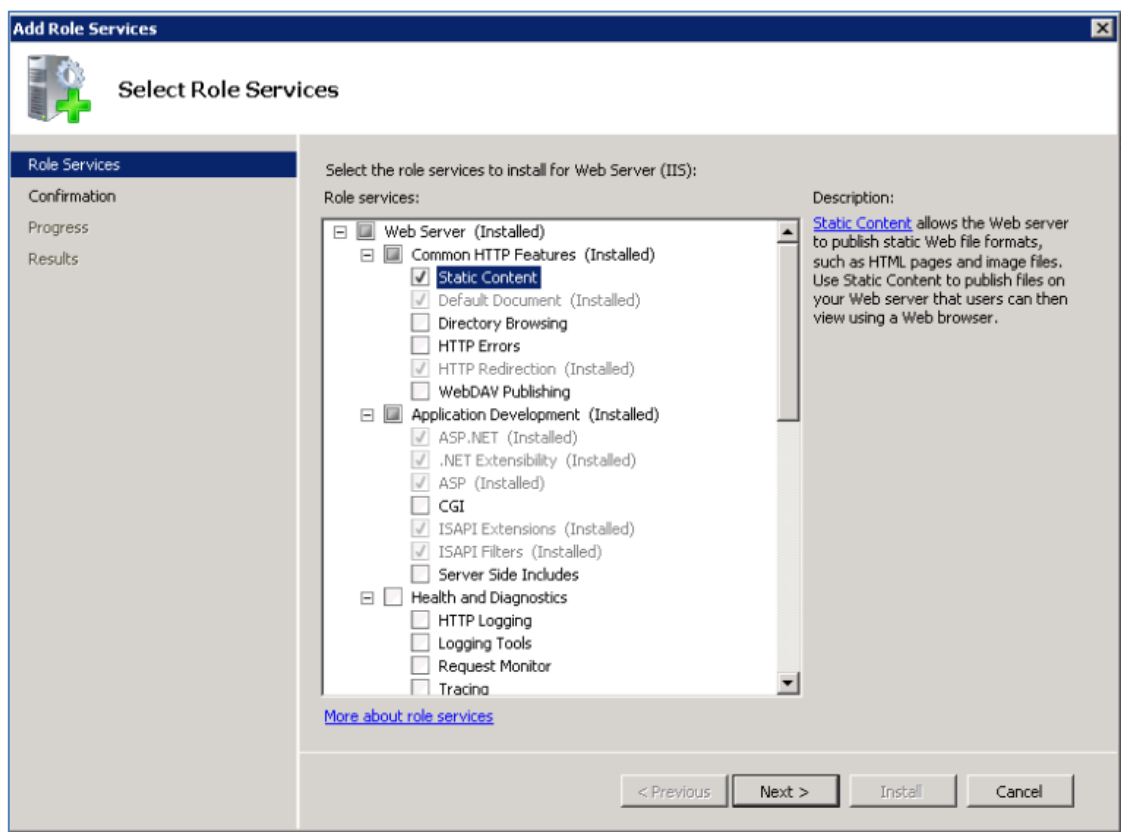 Add Role Services
Select Role Services
Role Services
Confirmation
Progress
Results
Select the role services to install for Web Server (IIS):
Role services:
Web Server (Installed)
Common HTTP Features (Installed)
Static Content
Default Document (Installed)
Directory Browsing
HTTP Errors
HTTP Redirection (Installed)
WebDAV Publishing
Application Development (Installed)
ASP.NET (Installed)
.NET Extensibility (Installed)
ASP (Installed)
CGI
ISAPI Extensions (Installed)
ISAPI Filters (Installed)
Server Side Includes
Health and Diagnostics
HTTP Logging
Logging Tools
Request Monitor
Tracing
More about role services
Description:
Static Content allows the Web server
to publish static Web file formats,
such as HTML pages and image files.
Use Static Content to publish files on
your Web server that users can then
view using a Web browser.
< Previous
Next >
Install
Cancel